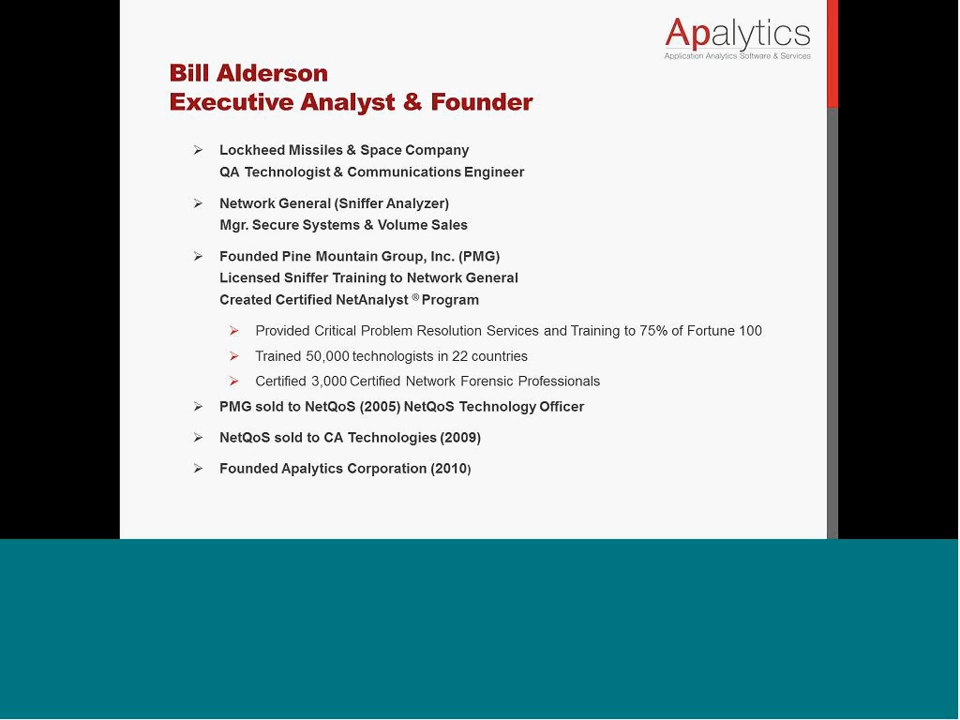 Apalytics
Application Analytics Software & Services
Bill Alderson
Executive Analyst & Founder
Lockheed Missiles & Space Company
QA Technologist & Communications Engineer
Network General (Sniffer Analyzer)
Mgr. Secure Systems & Volume Sales
Founded Pine Mountain Group, Inc. (PMG)
Licensed Sniffer Training to Network General
Created Certified NetAnalyst ® Program
Provided Critical Problem Resolution Services and Training to 75% of Fortune 100
Trained 50,000 technologists in 22 countries
Certified 3,000 Certified Network Forensic Professionals
PMG sold to NetQoS (2005) NetQoS Technology Officer
NetQoS sold to CA Technologies (2009)
Founded Apalytics Corporation (2010)